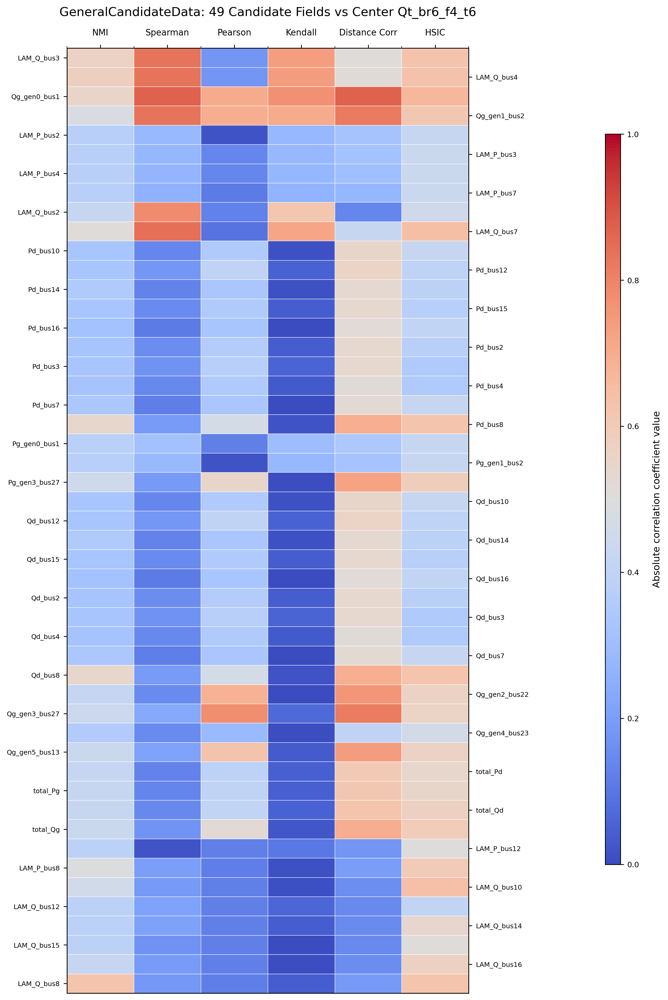 GeneralCandidateData: 49 Candidate Fields vs Center Qt_br6_f4_t6
NMI Spearman Pearson Kendall Distance Corr HSIC
LAM_Q_bus3
LAM_Q_bus4
Qg_gen0_bus1
Qg_gen1_bus2
LAM_P_bus2
LAM_P_bus3
LAM_P_bus4
LAM_P_bus7
LAM_Q_bus2
LAM_Q_bus7
Pd_bus10
Pd_bus12
Pd_bus14
Pd_bus15
Pd_bus16
Pd_bus2
Pd_bus3
Pd_bus4
Pd_bus7
Pd_bus8
Pg_gen0_bus1
Pg_gen1_bus2
Pg_gen3_bus27
Qd_bus10
Qd_bus12
Qd_bus14
Qd_bus15
Qd_bus16
Qd_bus2
Qd_bus3
Qd_bus4
Qd_bus7
Qd_bus8
Qg_gen2_bus22
Qg_gen3_bus27
Qg_gen4_bus23
Qg_gen5_bus13
total_Pd
total_Pg
total_Qd
total_Qg
LAM_P_bus12
LAM_P_bus8
LAM_Q_bus10
LAM_Q_bus12
LAM_Q_bus14
LAM_Q_bus15
LAM_Q_bus16
LAM_Q_bus8
1.0
0.8
0.6
0.4
0.2
0.0
Absolute correlation coefficient value